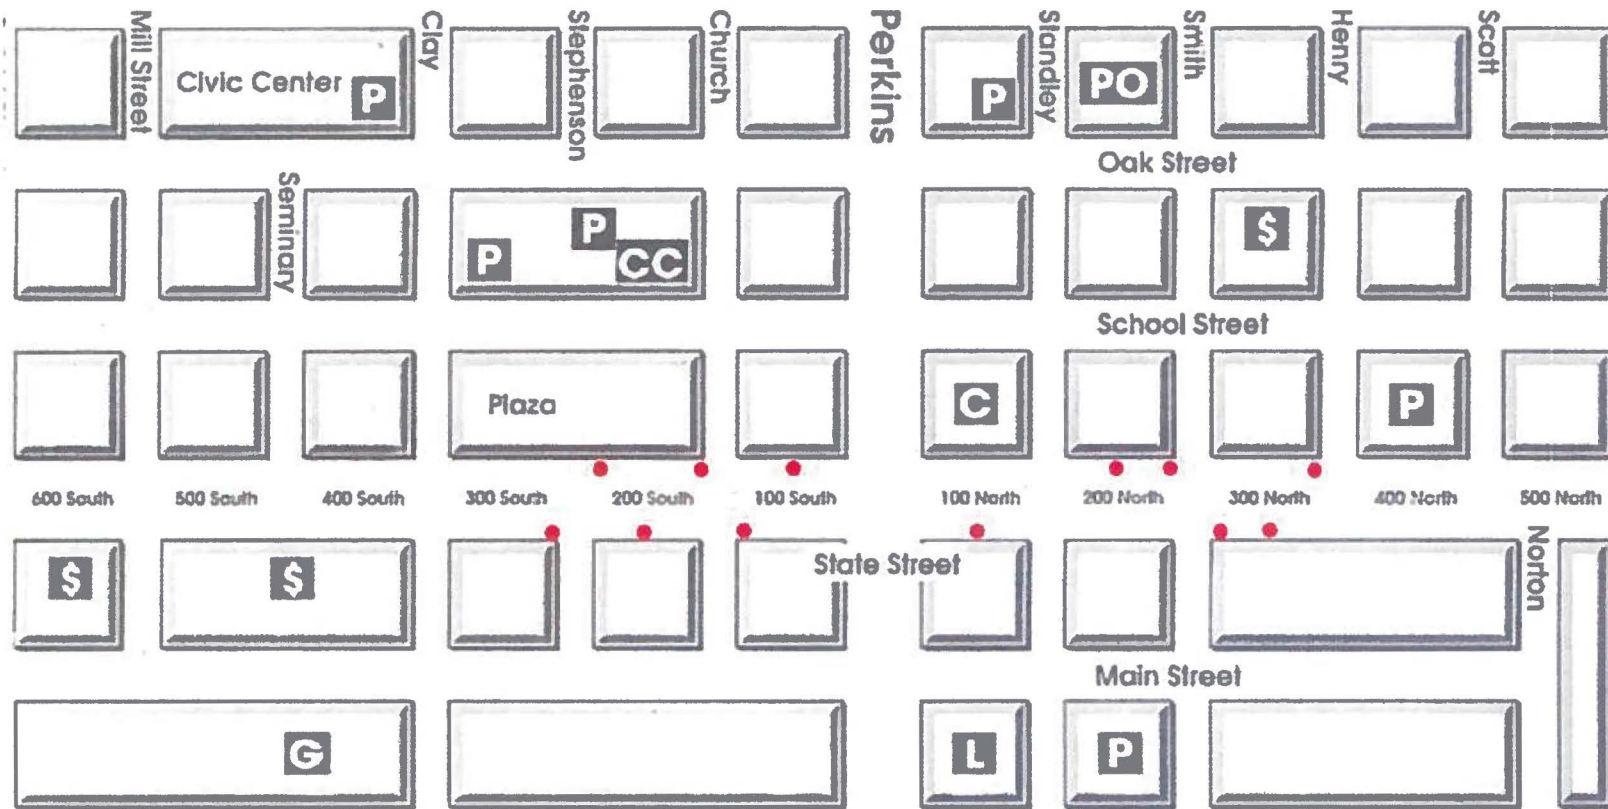 Mill Street
Clay
Stephenson
Church
Perkins
Standley
Smith
Henry
Scott
Civic Center
P
P
PO
Oak Street
Seminary
P
P
CC
$
School Street
Plaza
C
P
600 South
500 South
400 South
300 South
200 South
100 South
100 North
200 North
300 North
400 North
500 North
$
$
State Street
Norton
Main Street
G
L
P